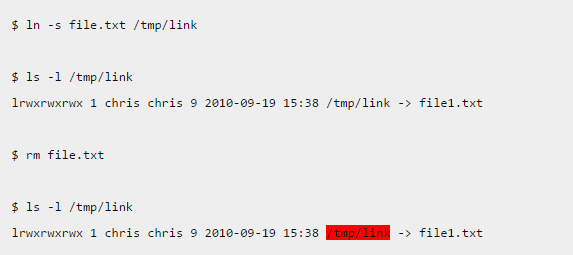 $ ln -s file.txt /tmp/link
$ ls -l /tmp/link
lrwxrwxrwx 1 chris chris 9 2010-09-19 15:38 /tmp/link -> file1.txt
$ rm file.txt
$ ls -l /tmp/link
lrwxrwxrwx 1 chris chris 9 2010-09-19 15:38 /tmp/link -> file1.txt